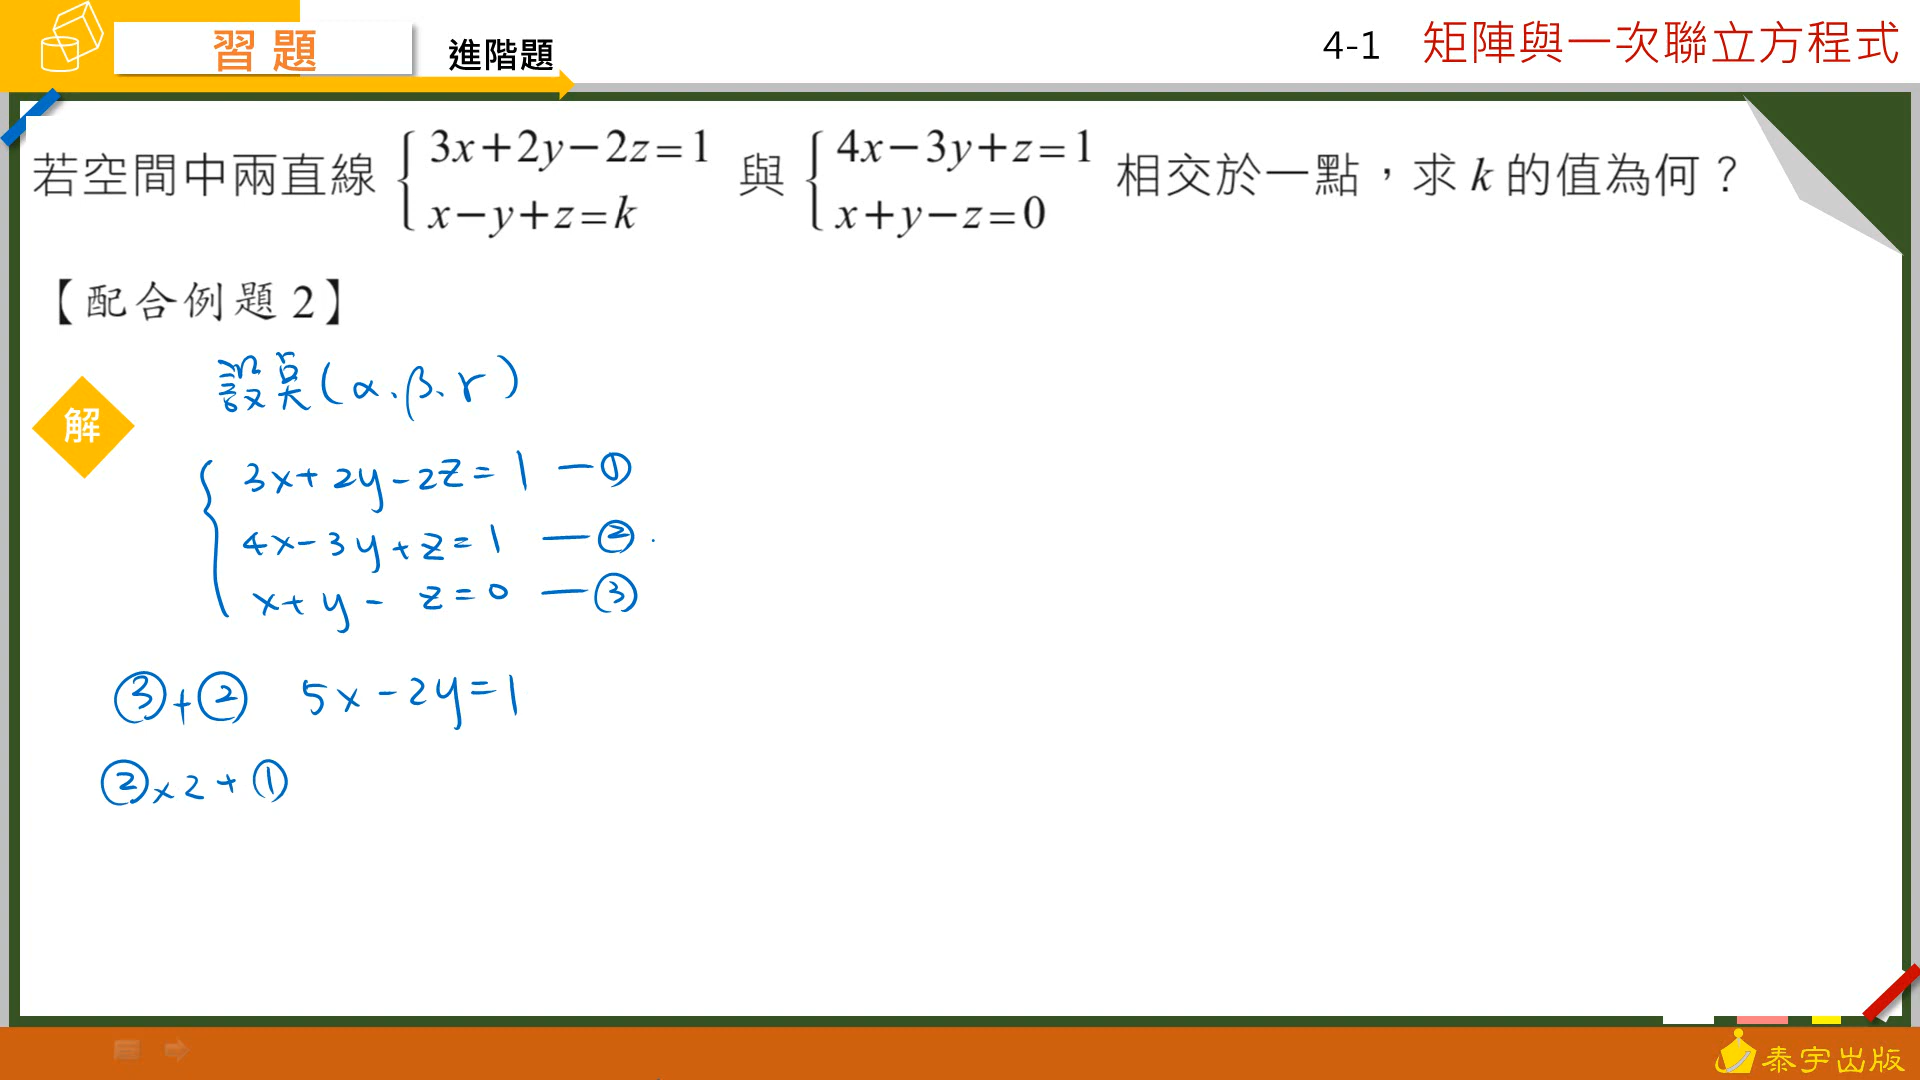 習題 進階題 4-1 矩陣與一次聯立方程式
若空間中兩直線 { 3x+2y−2z=1 x−y+z=k 與 { 4x−3y+z=1 x+y−z=0 相交於一點，求 k 的值為何？
【配合例題 2】
解
設點(α、β、γ)
3x+2y-2z=1 —①
4x-3y+z=1 —②
x+y-z=0 —③
③+② 5x-2y=1
②x2+①
泰宇出版